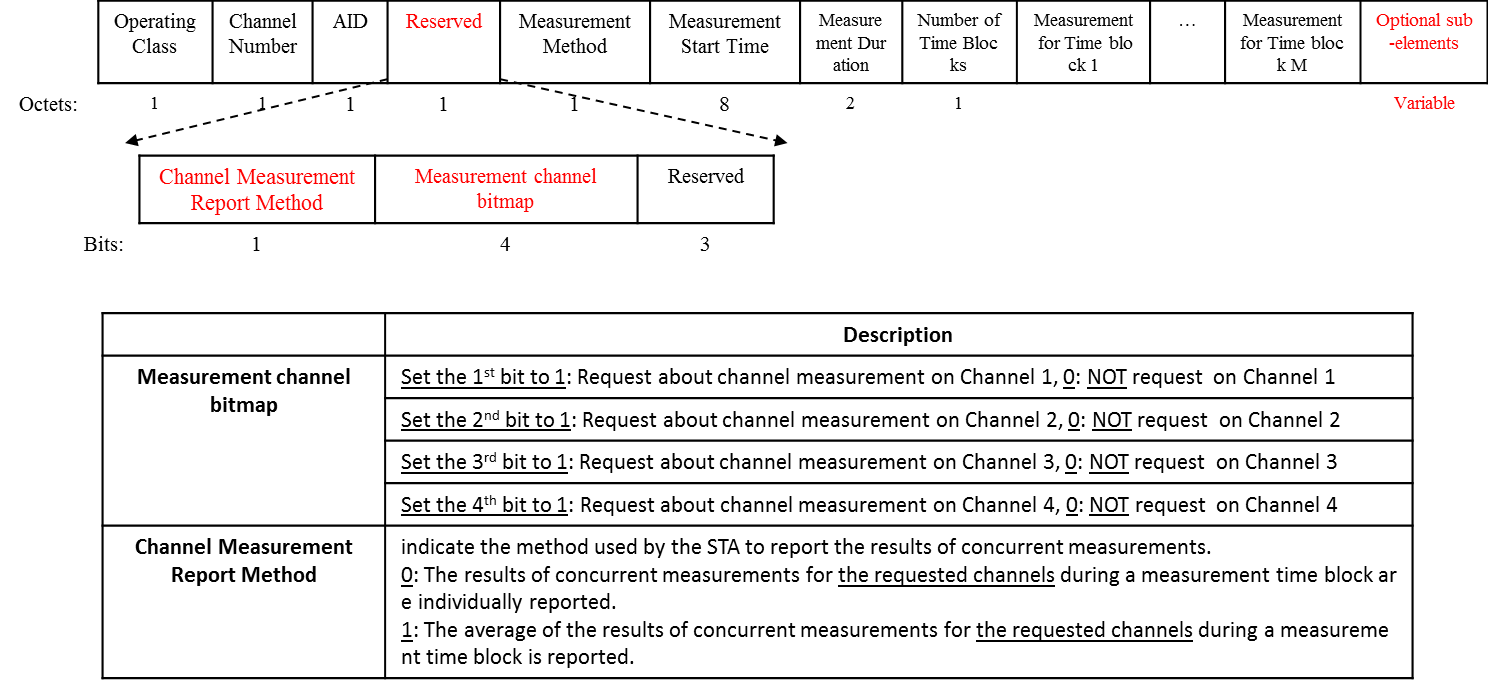 Operating Class
Channel Number
AID
Reserved
Measurement Method
Measurement Start Time
Measure
ment Dur
ation
Number of
Time Bloc
ks
Measurement
for Time blo
ck 1
…
Measurement
for Time bloc
k M
Optional sub
-elements
Octets: 1 1 1 1 1 8 2 1 Variable
Channel Measurement
Report Method
Measurement channel
bitmap
Reserved
Bits: 1 4 3
Description
Measurement channel
bitmap
Set the 1st bit to 1: Request about channel measurement on Channel 1, 0: NOT request on Channel 1
Set the 2nd bit to 1: Request about channel measurement on Channel 2, 0: NOT request on Channel 2
Set the 3rd bit to 1: Request about channel measurement on Channel 3, 0: NOT request on Channel 3
Set the 4th bit to 1: Request about channel measurement on Channel 4, 0: NOT request on Channel 4
Channel Measurement
Report Method
indicate the method used by the STA to report the results of concurrent measurements.
0: The results of concurrent measurements for the requested channels during a measurement time block ar
e individually reported.
1: The average of the results of concurrent measurements for the requested channels during a measureme
nt time block is reported.